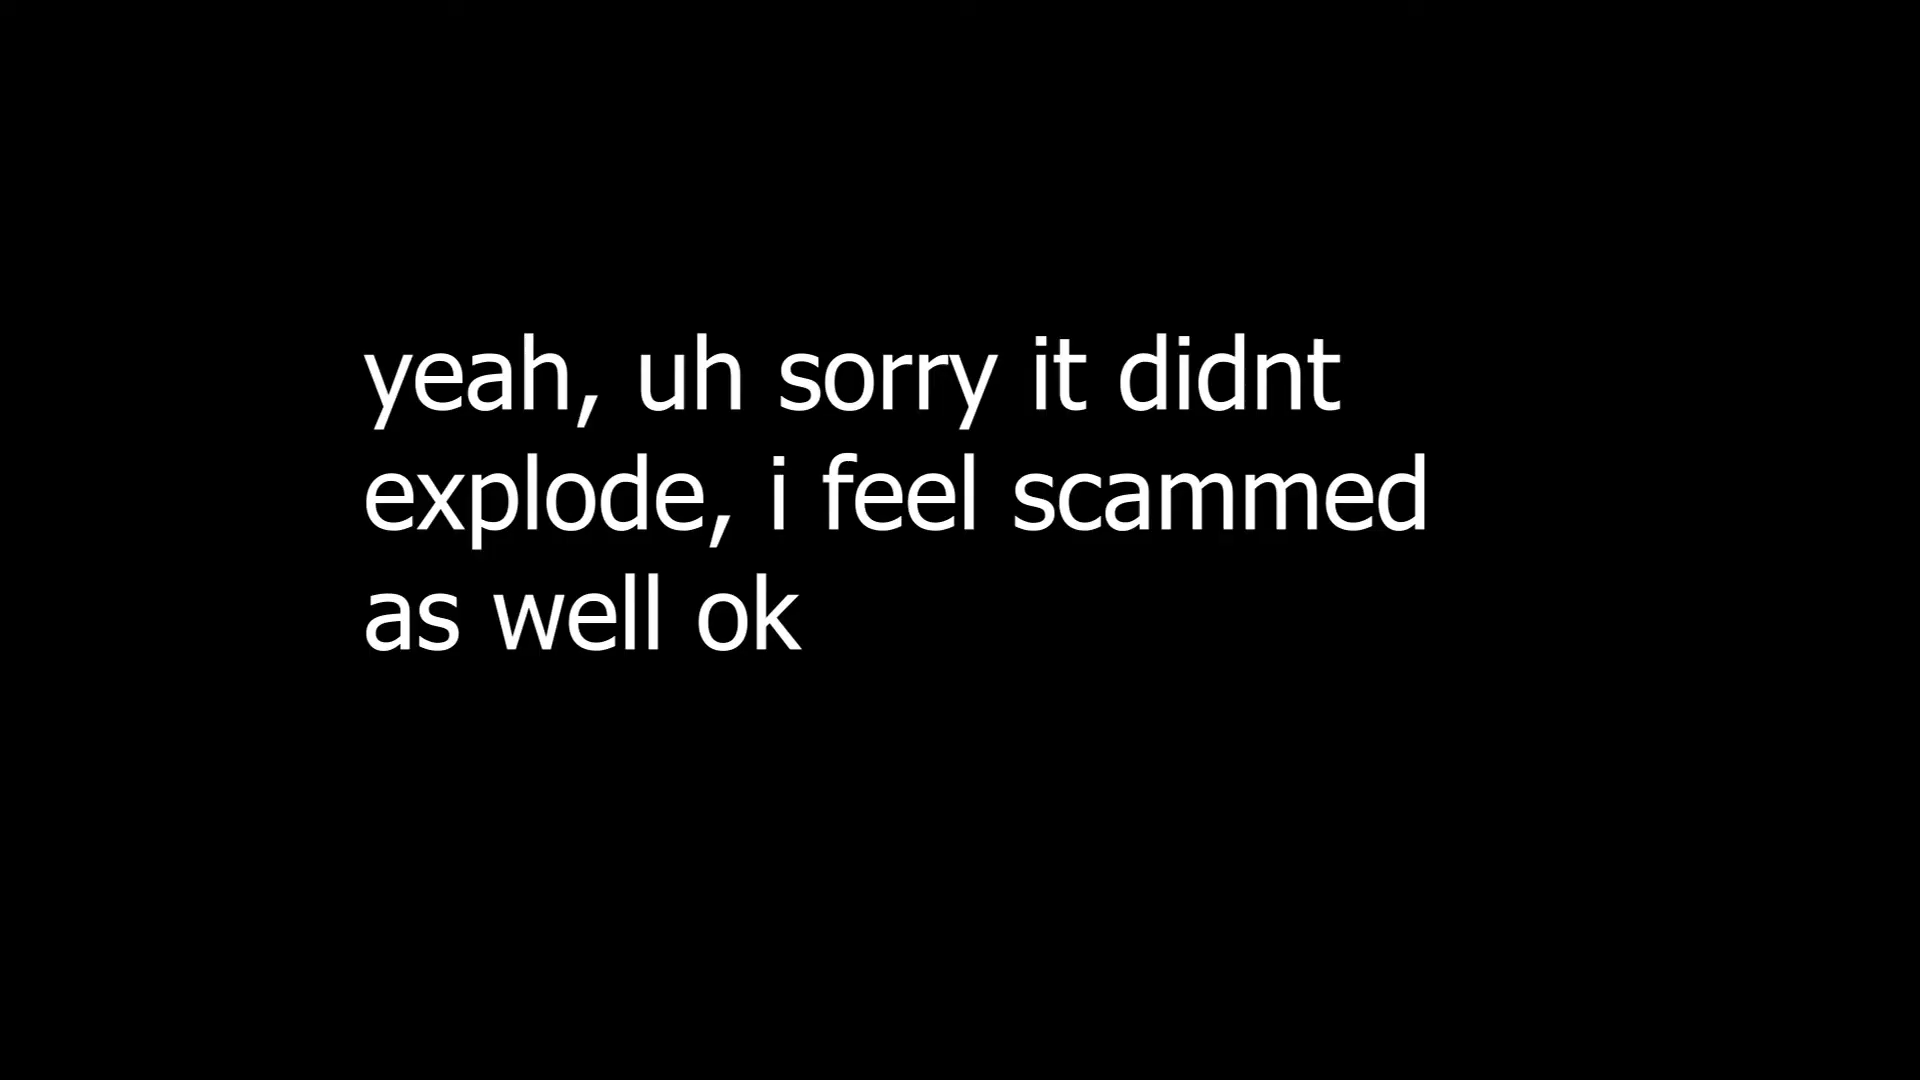 yeah, uh sorry it didnt
explode, i feel scammed
as well ok